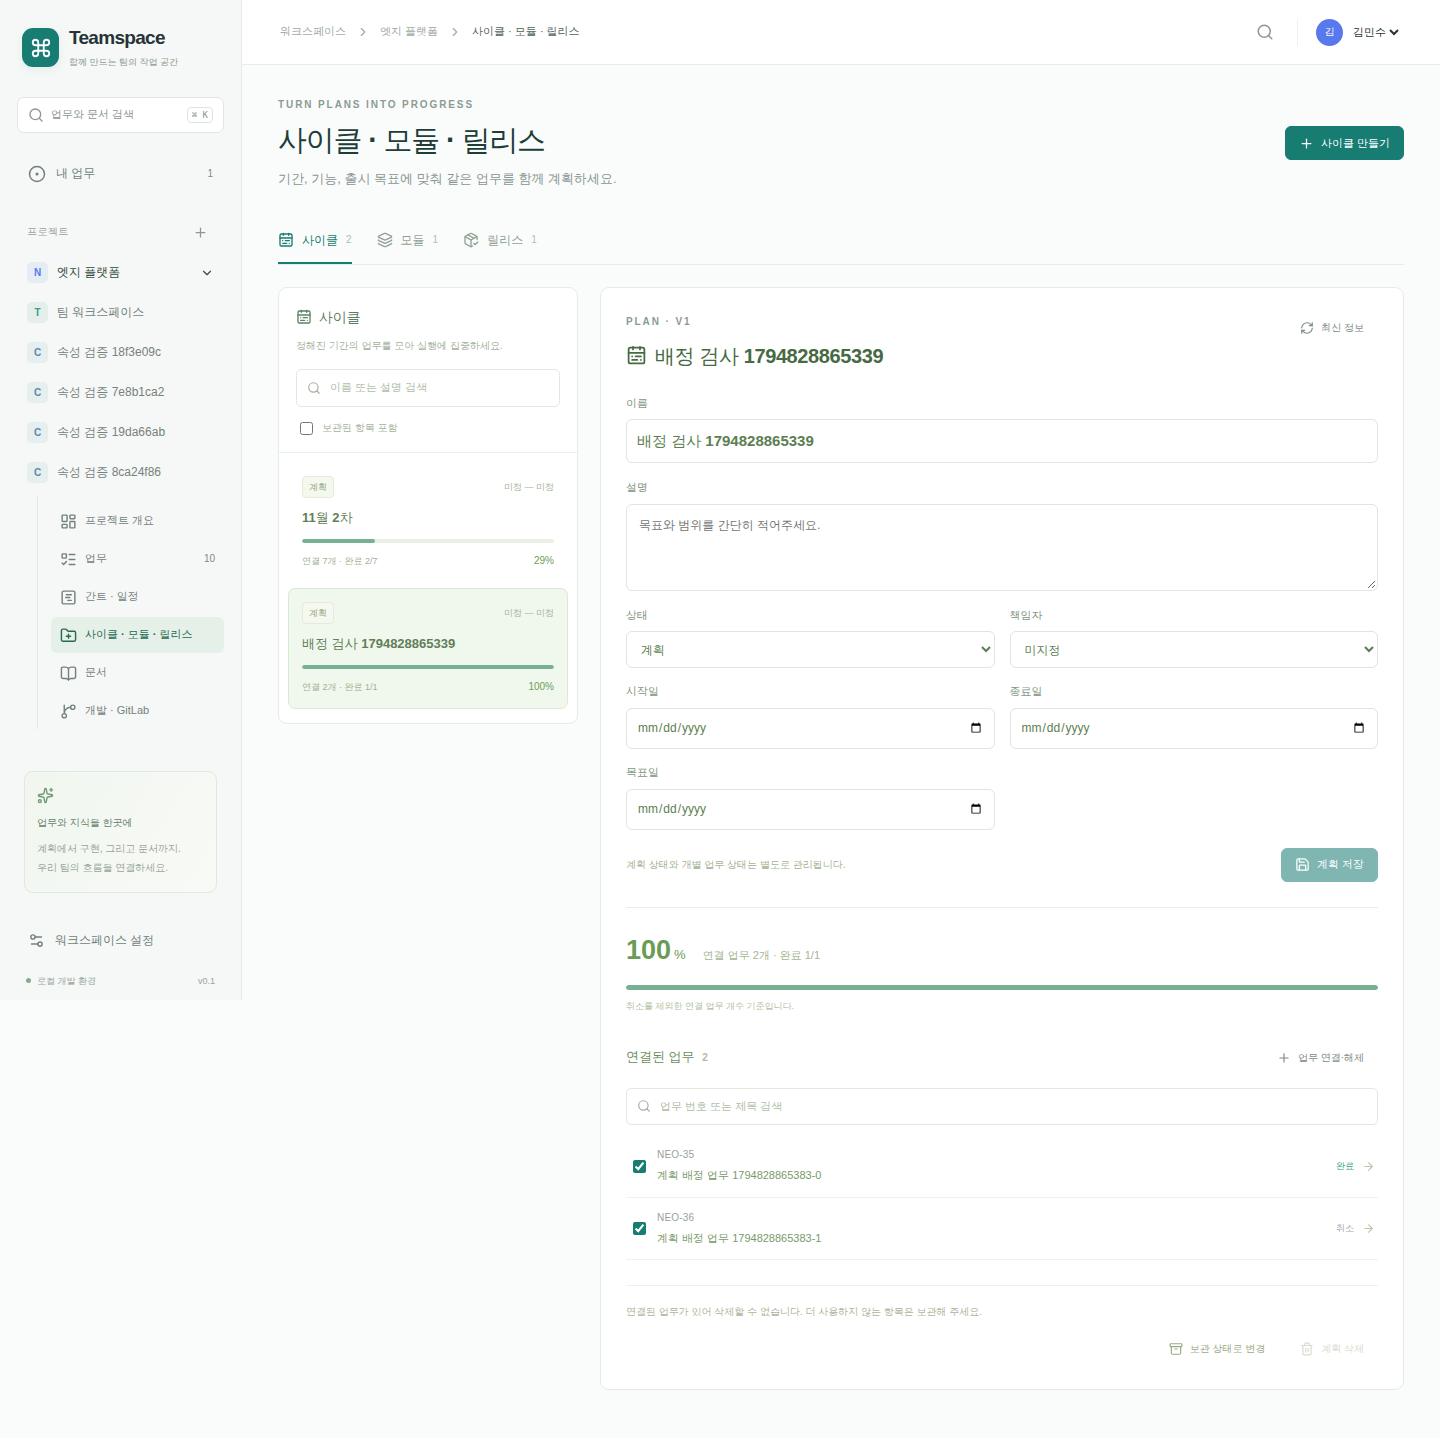 Teamspace
함께 만드는 팀의 작업 공간
업무와 문서 검색
⌘ K
내 업무
1
프로젝트
N
엣지 플랫폼
T
팀 워크스페이스
C
속성 검증 18f3e09c
C
속성 검증 7e8b1ca2
C
속성 검증 19da66ab
C
속성 검증 8ca24f86
프로젝트 개요
업무
10
간트 · 일정
사이클 · 모듈 · 릴리스
문서
개발 · GitLab
업무와 지식을 한곳에
계획에서 구현, 그리고 문서까지.
우리 팀의 흐름을 연결하세요.
워크스페이스 설정
로컬 개발 환경
v0.1
워크스페이스
엣지 플랫폼
사이클 · 모듈 · 릴리스
김
김민수
TURN PLANS INTO PROGRESS
사이클 · 모듈 · 릴리스
기간, 기능, 출시 목표에 맞춰 같은 업무를 함께 계획하세요.
사이클 만들기
사이클 2
모듈 1
릴리스 1
사이클
정해진 기간의 업무를 모아 실행에 집중하세요.
이름 또는 설명 검색
보관된 항목 포함
계획
미정 — 미정
11월 2차
연결 7개 · 완료 2/7
29%
계획
미정 — 미정
배정 검사 1794828865339
연결 2개 · 완료 1/1
100%
PLAN · V1
최신 정보
배정 검사 1794828865339
이름
배정 검사 1794828865339
설명
목표와 범위를 간단히 적어주세요.
상태
책임자
계획
미지정
시작일
종료일
mm/dd/yyyy
mm/dd/yyyy
목표일
mm/dd/yyyy
계획 상태와 개별 업무 상태는 별도로 관리됩니다.
계획 저장
100 %
연결 업무 2개 · 완료 1/1
취소를 제외한 연결 업무 개수 기준입니다.
연결된 업무 2
업무 연결·해제
업무 번호 또는 제목 검색
NEO-35
계획 배정 업무 1794828865383-0
완료
NEO-36
계획 배정 업무 1794828865383-1
취소
연결된 업무가 있어 삭제할 수 없습니다. 더 사용하지 않는 항목은 보관해 주세요.
보관 상태로 변경
계획 삭제